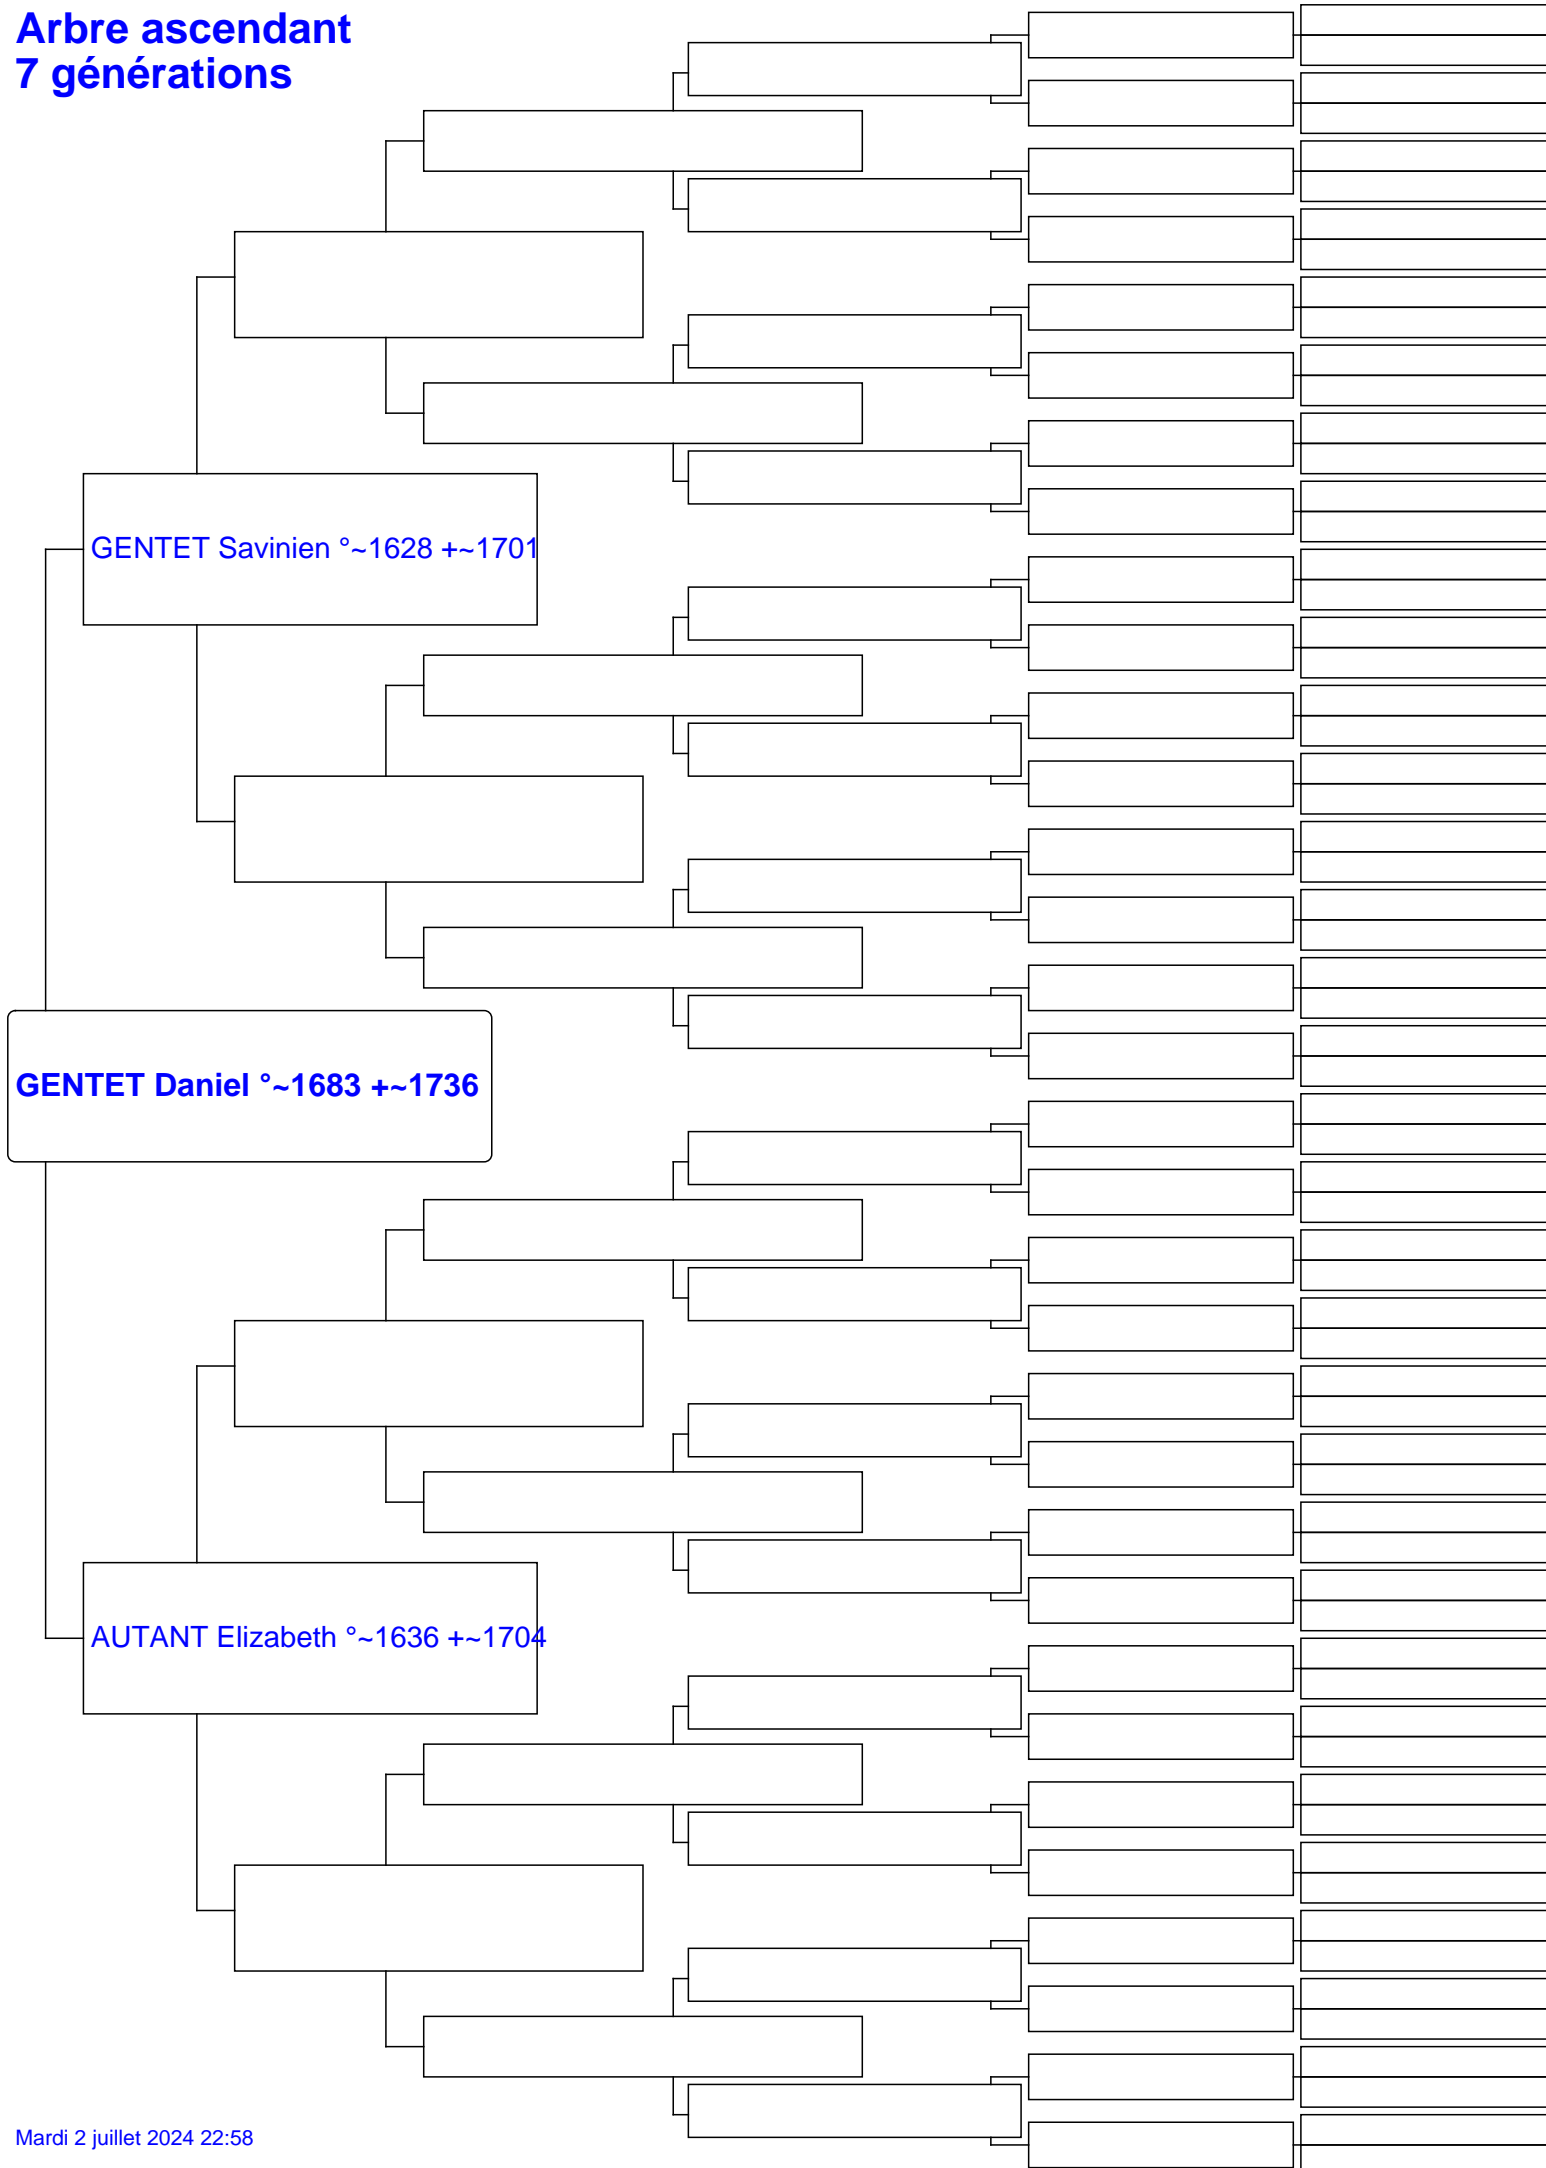 Arbre ascendant
7 générations
GENTET Savinien °~1628 +~1701
GENTET Daniel °~1683 +~1736
AUTANT Elizabeth °~1636 +~1704
Mardi 2 juillet 2024 22:58